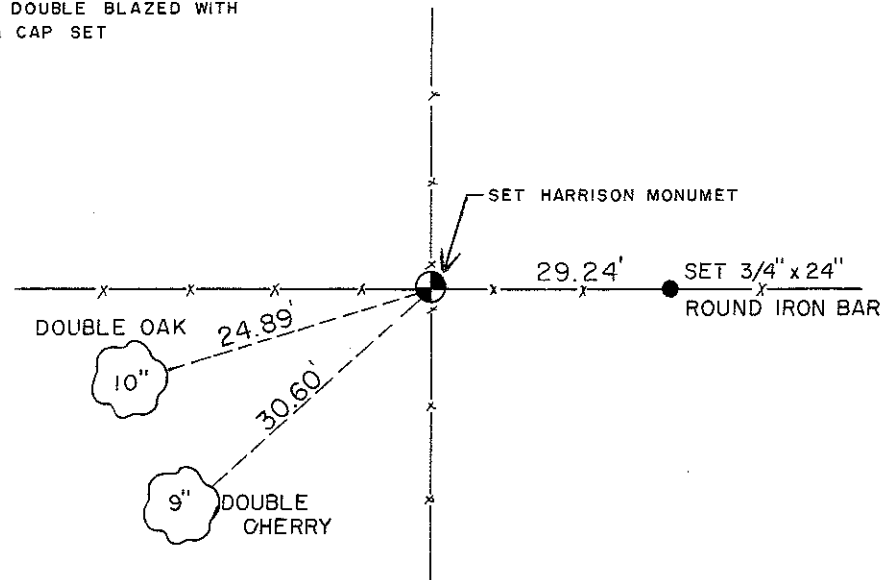 DOUBLE BLAZED WITH
CAP SET
SET HARRISON MONUMET
29.24'
SET 3/4" x 24"
ROUND IRON BAR
DOUBLE OAK
24.89'
10"
30.60'
9"
DOUBLE
CHERRY